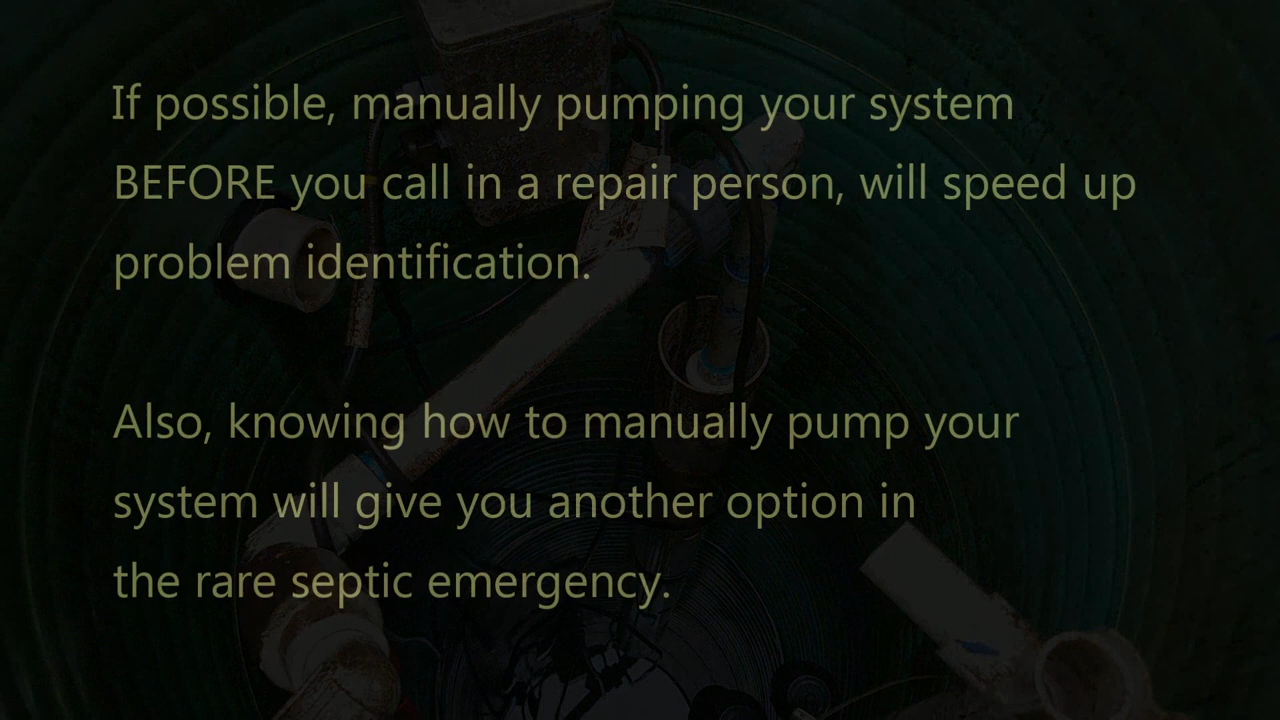 If possible, manually pumping your system
BEFORE you call in a repair person, will speed up
problem identification.
Also, knowing how to manually pump your
system will give you another option in
the rare septic emergency.